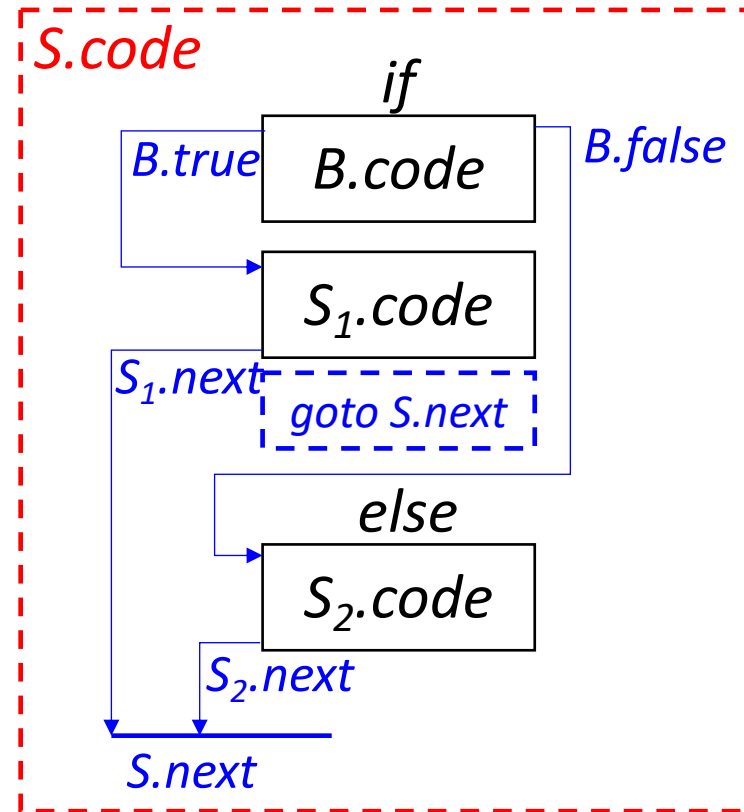 S.code
if
B.true
B.code
B.false
S₁.code
S₁.next
goto S.next
else
S₂.code
S₂.next
S.next